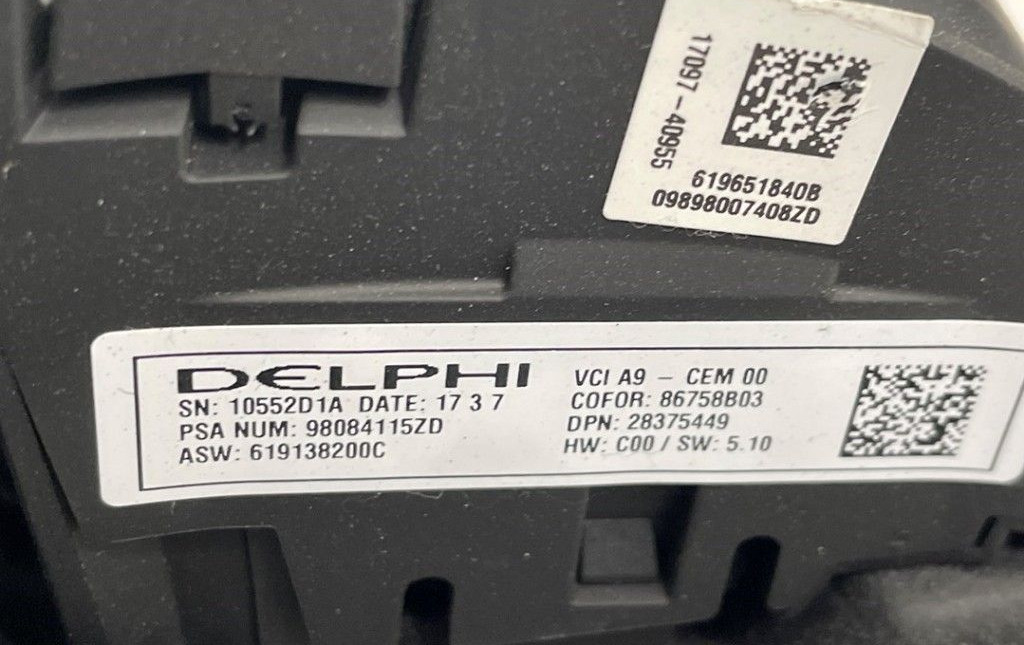 17097-40955
619651840B
09898007408ZD
DELPHI
SN: 10552D1A DATE: 17 3 7
PSA NUM: 98084115ZD
ASW: 619138200C
VCI A9 - CEM 00
COFOR: 86758B03
DPN: 28375449
HW: C00 / SW: 5.10